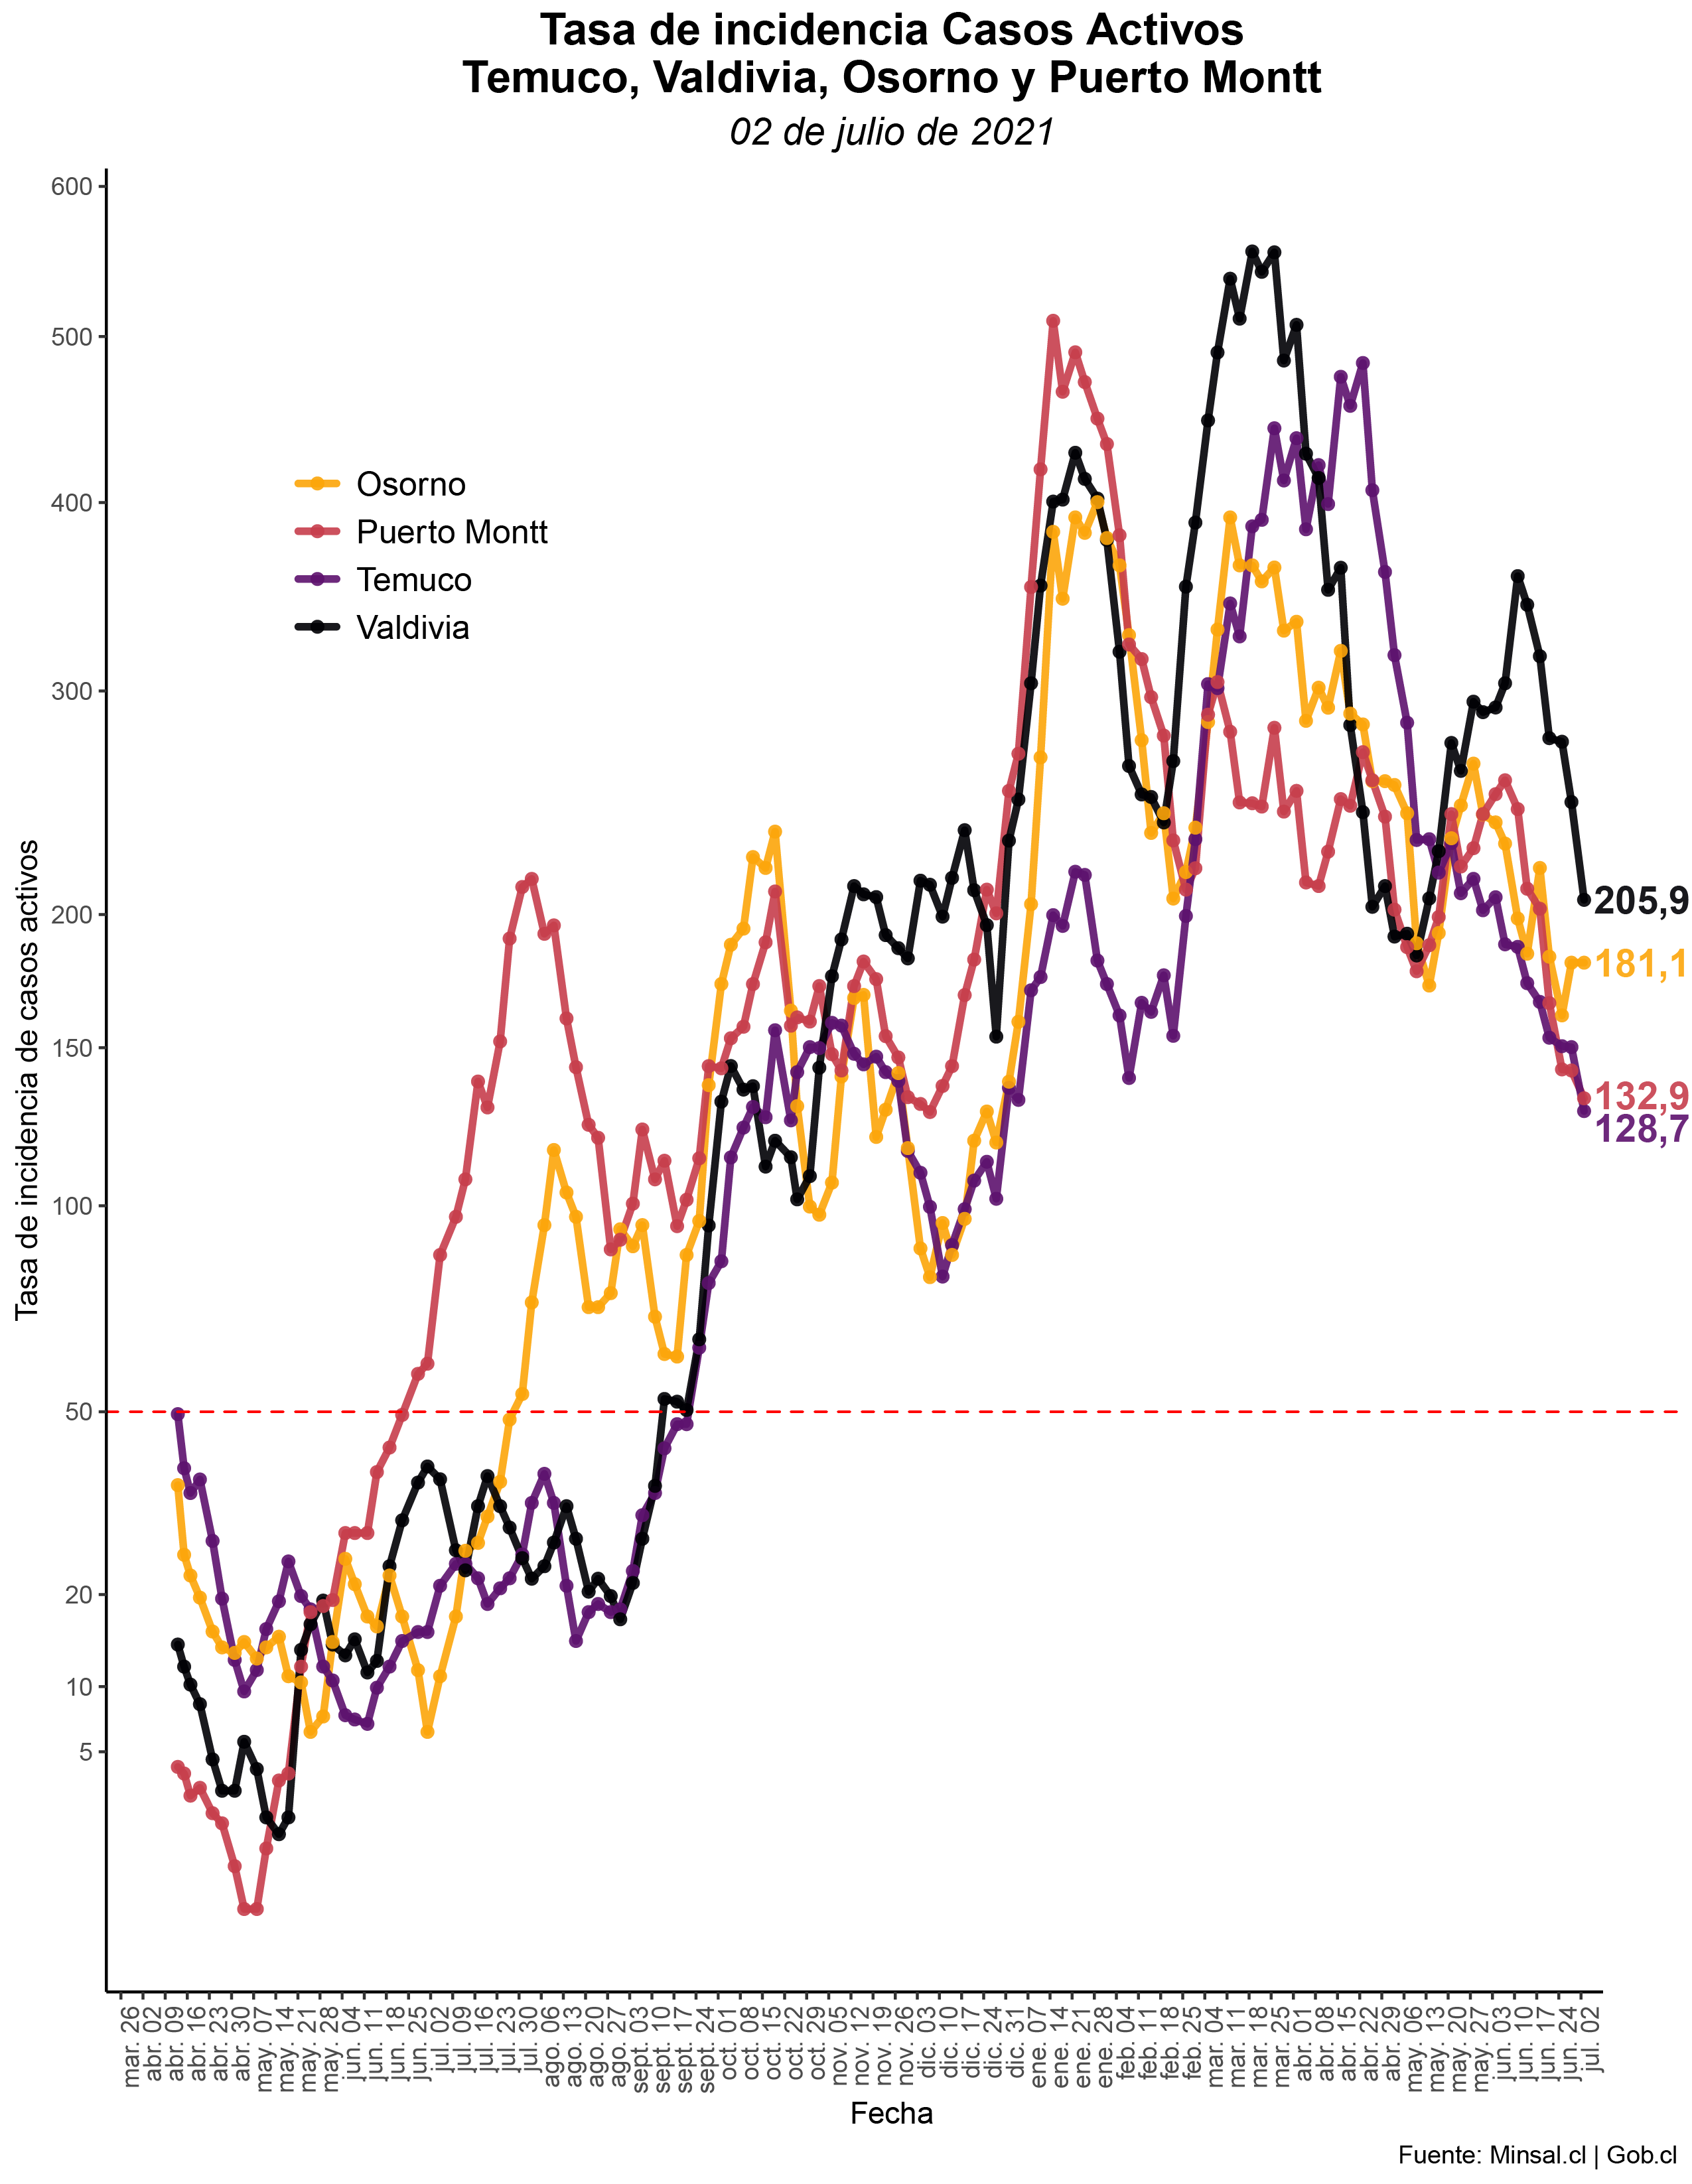 Tasa de incidencia Casos Activos
Temuco, Valdivia, Osorno y Puerto Montt
02 de julio de 2021
Tasa de incidencia de casos activos
600
500
400
300
200
150
100
50
20
10
5
Osorno
Puerto Montt
Temuco
Valdivia
205,9
181,1
132,9
128,7
mar. 26
abr. 02
abr. 09
abr. 16
abr. 23
abr. 30
may. 07
may. 14
may. 21
may. 28
jun. 04
jun. 11
jun. 18
jun. 25
jul. 02
jul. 09
jul. 16
jul. 23
jul. 30
ago. 06
ago. 13
ago. 20
ago. 27
sept. 03
sept. 10
sept. 17
sept. 24
oct. 01
oct. 08
oct. 15
oct. 22
oct. 29
nov. 05
nov. 12
nov. 19
nov. 26
dic. 03
dic. 10
dic. 17
dic. 24
dic. 31
ene. 07
ene. 14
ene. 21
ene. 28
feb. 04
feb. 11
feb. 18
feb. 25
mar. 04
mar. 11
mar. 18
mar. 25
abr. 01
abr. 08
abr. 15
abr. 22
abr. 29
may. 06
may. 13
may. 20
may. 27
jun. 03
jun. 10
jun. 17
jun. 24
jul. 02
Fecha
Fuente: Minsal.cl | Gob.cl